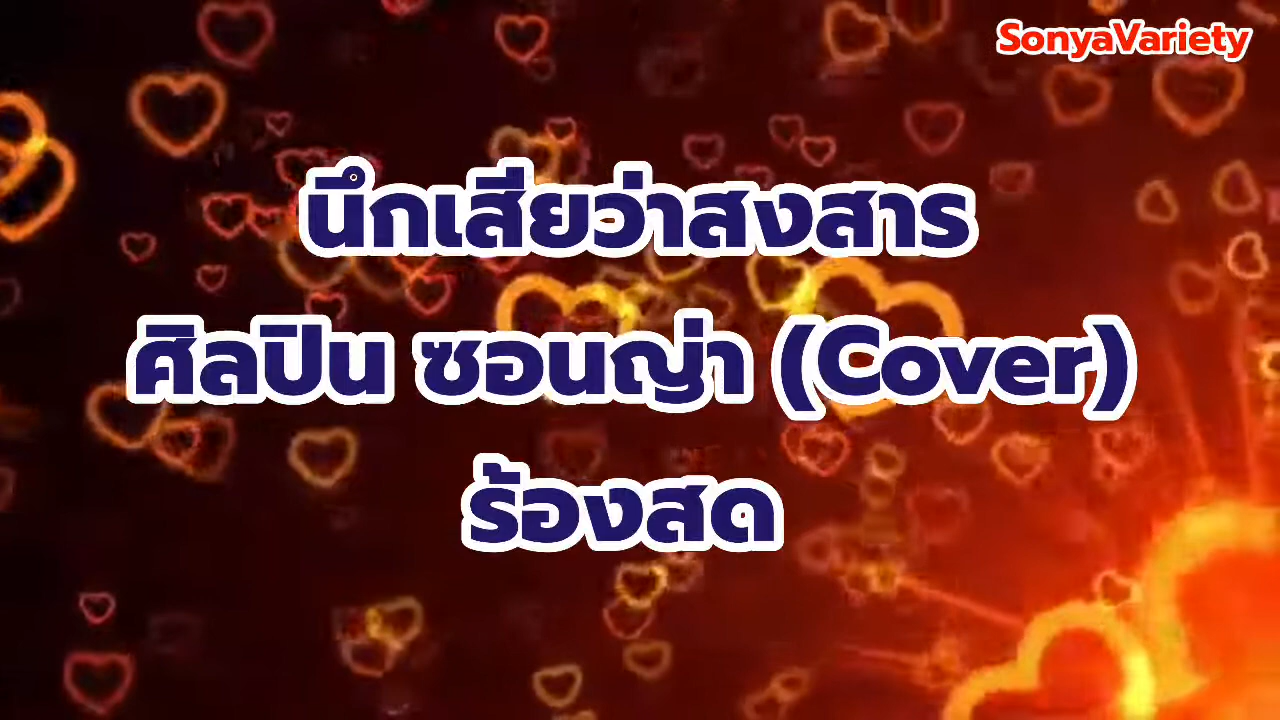 SonyaVariety
นึกเสียว่าสงสาร
ศิลปิน ซอนญ่า (Cover)
ร้องสด